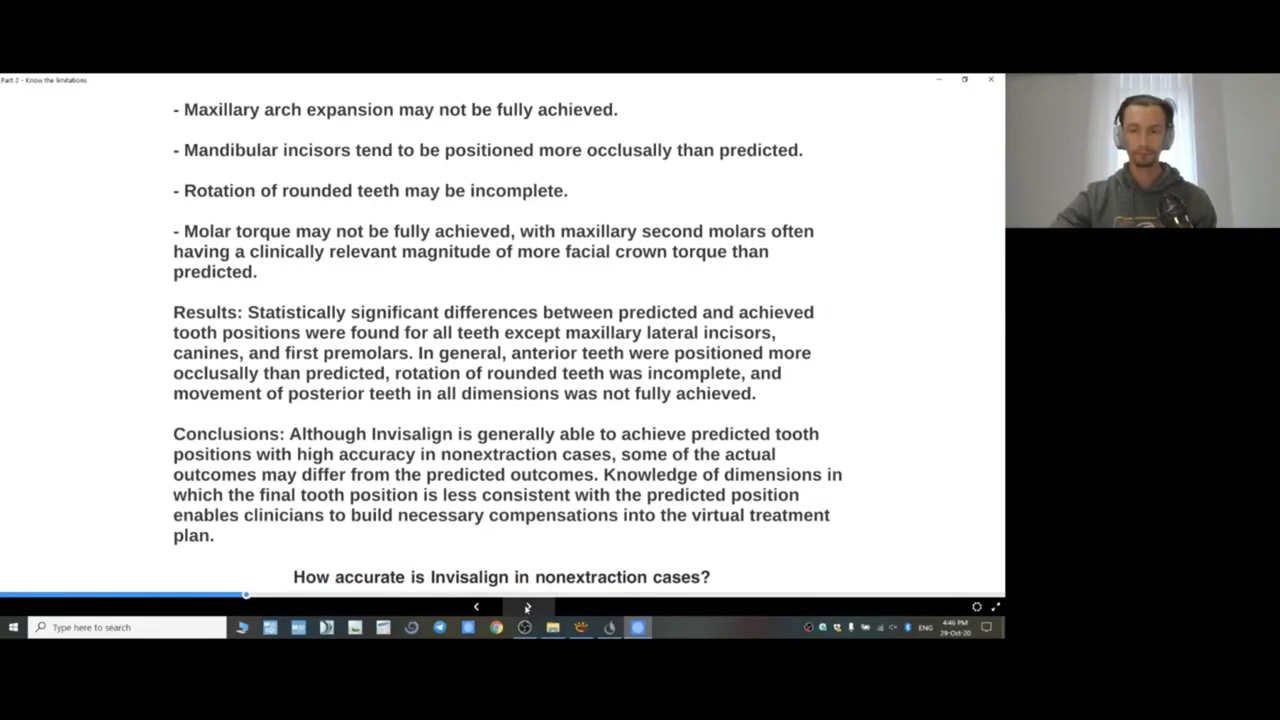 Part 2 - Know the limitations
- Maxillary arch expansion may not be fully achieved.
- Mandibular incisors tend to be positioned more occlusally than predicted.
- Rotation of rounded teeth may be incomplete.
- Molar torque may not be fully achieved, with maxillary second molars often
having a clinically relevant magnitude of more facial crown torque than
predicted.
Results: Statistically significant differences between predicted and achieved
tooth positions were found for all teeth except maxillary lateral incisors,
canines, and first premolars. In general, anterior teeth were positioned more
occlusally than predicted, rotation of rounded teeth was incomplete, and
movement of posterior teeth in all dimensions was not fully achieved.
Conclusions: Although Invisalign is generally able to achieve predicted tooth
positions with high accuracy in nonextraction cases, some of the actual
outcomes may differ from the predicted outcomes. Knowledge of dimensions in
which the final tooth position is less consistent with the predicted position
enables clinicians to build necessary compensations into the virtual treatment
plan.
How accurate is Invisalign in nonextraction cases?
Type here to search
ENG
4:46 PM
29-Oct-20